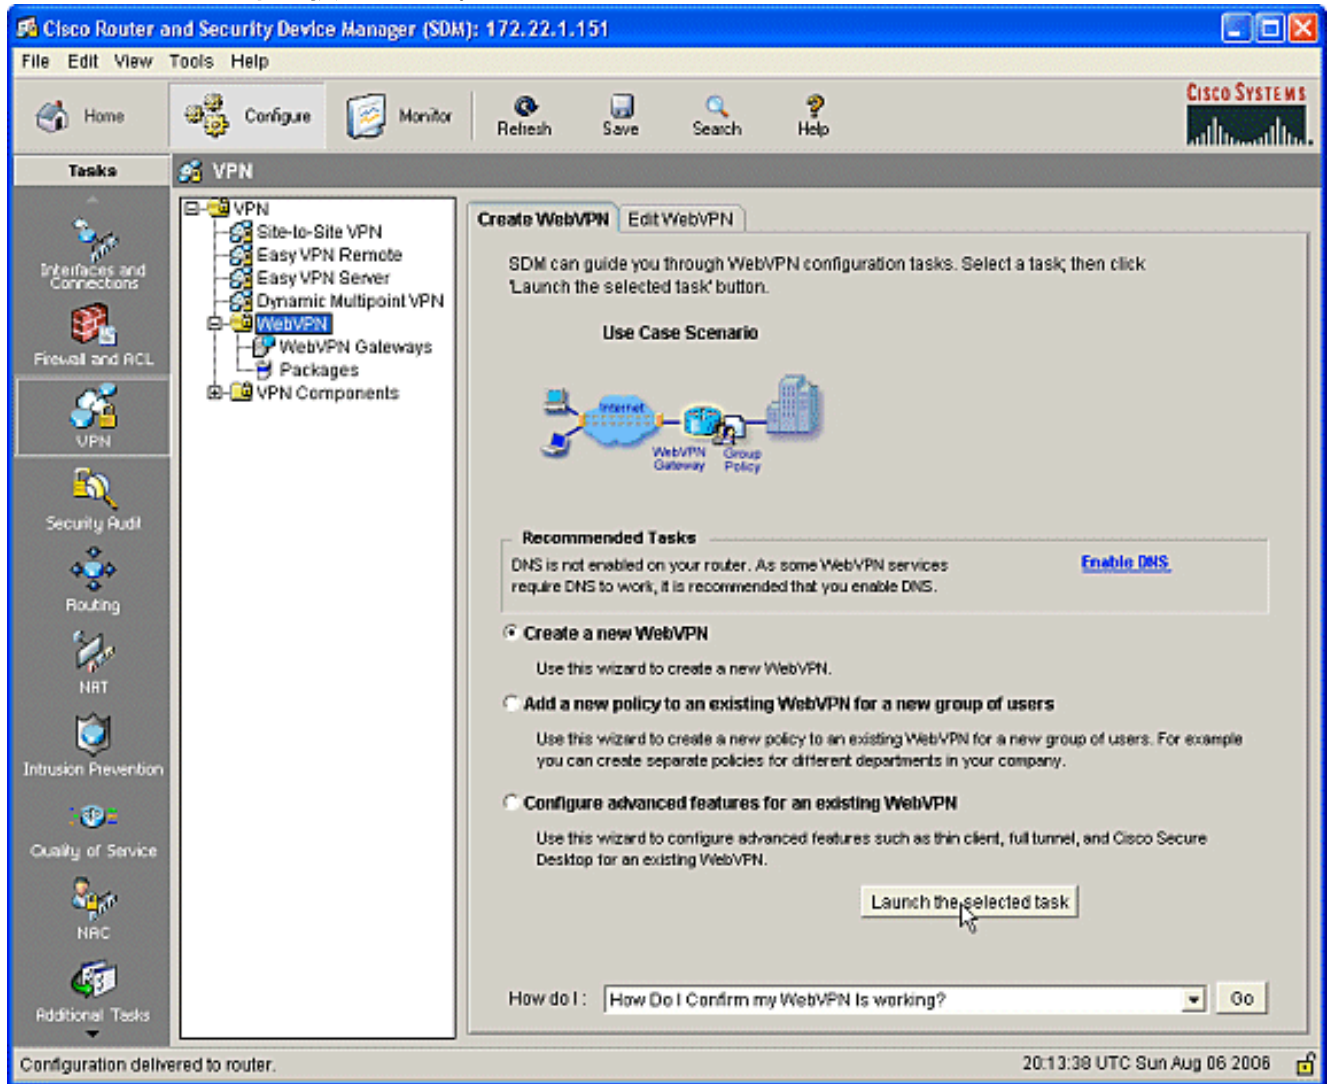 Cisco Router and Security Device Manager (SDM): 172.22.1.151
File Edit View Tools Help
Home Configure Monitor Refresh Save Search Help
CISCO SYSTEMS
Tasks
VPN
Interfaces and
Connections
Firewall and ACL
VPN
Security Audit
Routing
NAT
Intrusion Prevention
Quality of Service
NAC
Additional Tasks
VPN
Site-to-Site VPN
Easy VPN Remote
Easy VPN Server
Dynamic Multipoint VPN
WebVPN
WebVPN Gateways
Packages
VPN Components
Create WebVPN Edit WebVPN
SDM can guide you through WebVPN configuration tasks. Select a task; then click
'Launch the selected task' button.
Use Case Scenario
Internet
WebVPN
Gateway
Group
Policy
Recommended Tasks
DNS is not enabled on your router. As some WebVPN services
require DNS to work, it is recommended that you enable DNS.
Enable DNS
Create a new WebVPN
Use this wizard to create a new WebVPN.
Add a new policy to an existing WebVPN for a new group of users
Use this wizard to create a new policy to an existing WebVPN for a new group of users. For example
you can create separate policies for different departments in your company.
Configure advanced features for an existing WebVPN
Use this wizard to configure advanced features such as thin client, full tunnel, and Cisco Secure
Desktop for an existing WebVPN.
Launch the selected task
How do I : How Do I Confirm my WebVPN Is working? Go
Configuration delivered to router. 20:13:38 UTC Sun Aug 06 2006